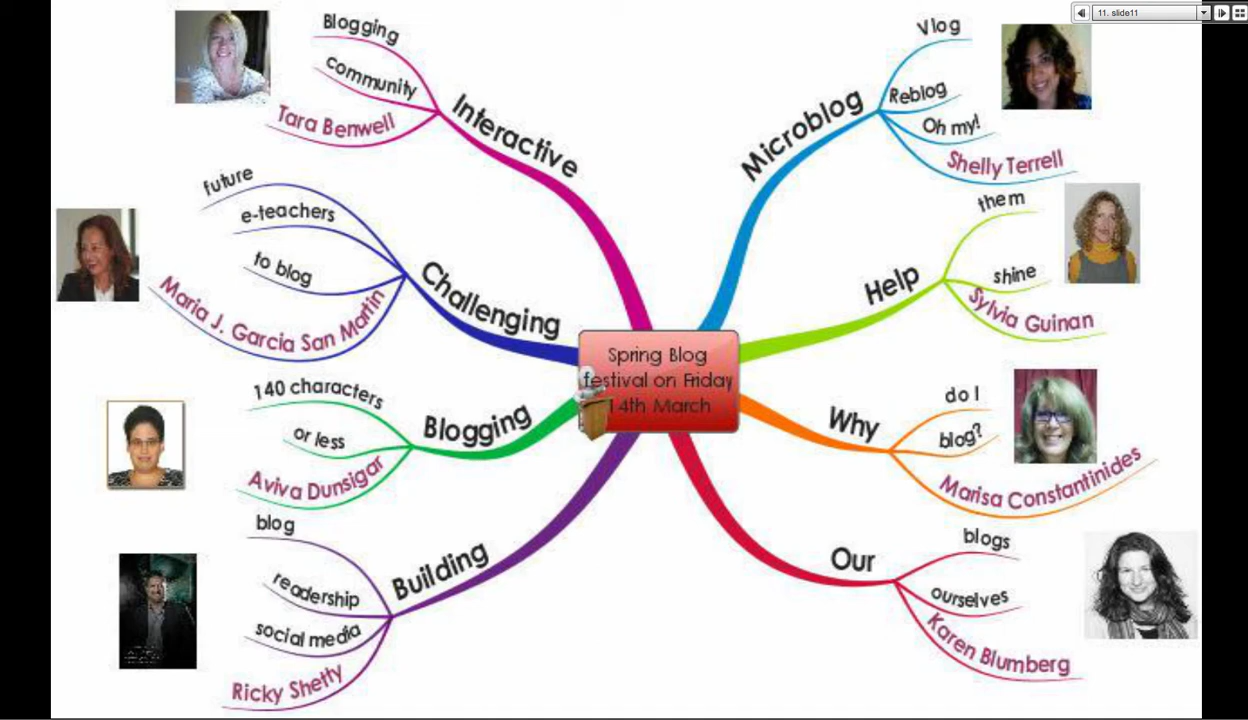 11. slide11
Spring Blog
festival on Friday
14th March
Interactive
Blogging
community
Tara Benwell
Challenging
future
e-teachers
to blog
Maria J. Garcia San Martin
Blogging
140 characters
or less
Aviva Dunsigar
Building
blog
readership
social media
Ricky Shetty
Microblog
Vlog
Reblog
Oh my!
Shelly Terrell
Help
them
shine
Sylvia Guinan
Why
do I
blog?
Marisa Constantinides
Our
blogs
ourselves
Karen Blumberg